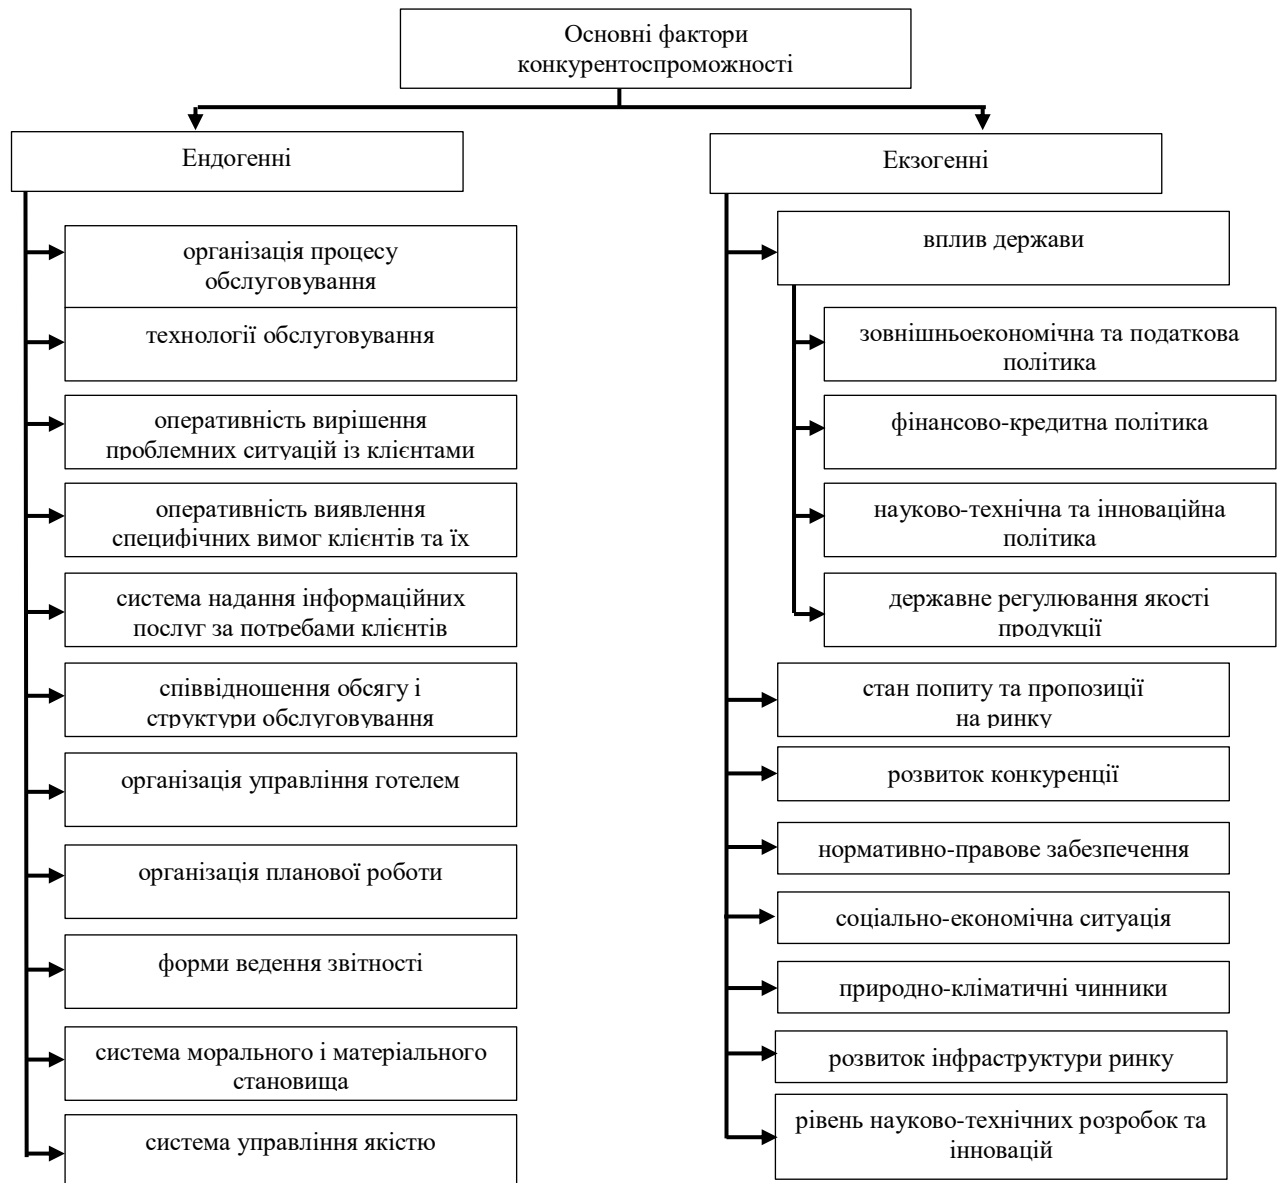 Основні фактори
конкурентоспроможності
Ендогенні
організація процесу
обслуговування
технології обслуговування
оперативність вирішення
проблемних ситуацій із клієнтами
оперативність виявлення
специфічних вимог клієнтів та їх
система надання інформаційних
послуг за потребами клієнтів
співвідношення обсягу і
структури обслуговування
організація управління готелем
організація планової роботи
форми ведення звітності
система морального і матеріального
становища
система управління якістю
Екзогенні
вплив держави
зовнішньоекономічна та податкова
політика
фінансово-кредитна політика
науково-технічна та інноваційна
політика
державне регулювання якості
продукції
стан попиту та пропозиції
на ринку
розвиток конкуренції
нормативно-правове забезпечення
соціально-економічна ситуація
природно-кліматичні чинники
розвиток інфраструктури ринку
рівень науково-технічних розробок та
інновацій